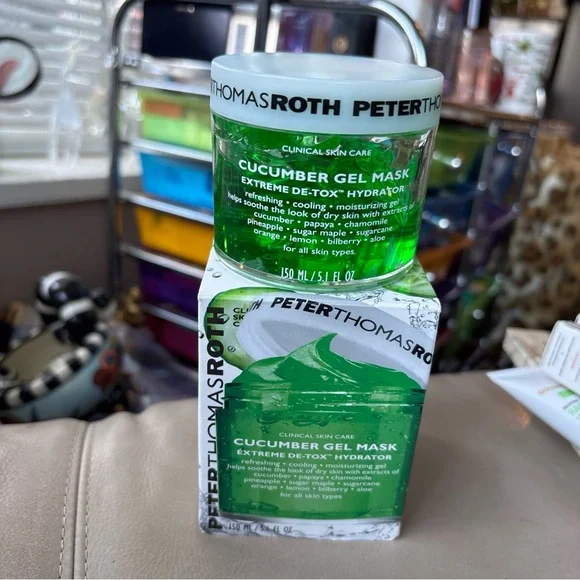 THOMASROTH PETERTHO
CLINICAL SKIN CARE
CUCUMBER GEL MASK
EXTREME DE-TOX™ HYDRATOR
refreshing • cooling • moisturizing gel
helps soothe the look of dry skin with extracts of
cucumber • papaya • chamomile
pineapple • sugar maple • sugarcane
orange • lemon • bilberry • aloe
for all skin types
150 ML / 5.1 FL OZ
TH PETERTHOMASRO
PETERTHOMASROTH
CLINICAL SKIN CARE
CUCUMBER GEL MASK
EXTREME DE-TOX™ HYDRATOR
refreshing • cooling • moisturizing gel
helps soothe the look of dry skin with extracts of
cucumber • papaya • chamomile
pineapple • sugar maple • sugarcane
orange • lemon • bilberry • aloe
for all skin types
150 ML / 5.1 FL OZ